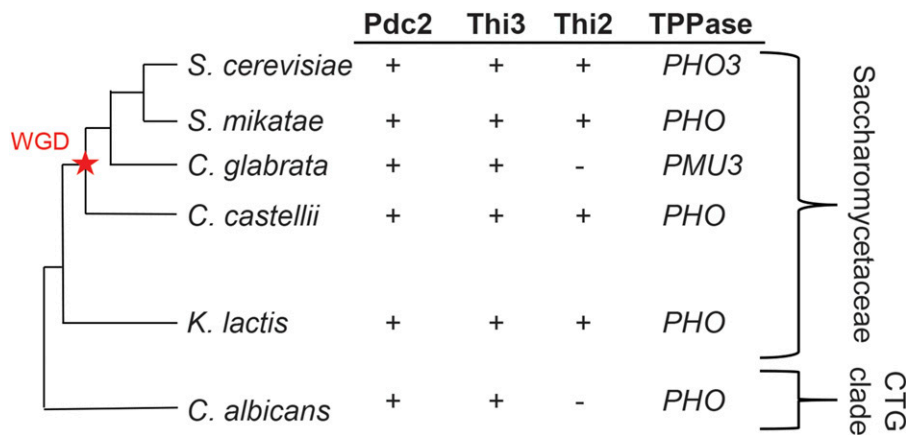 Pdc2 Thi3 Thi2 TPPase
S. cerevisiae + + + PHO3
S. mikatae + + + PHO
WGD
C. glabrata + + - PMU3
C. castellii + + + PHO
K. lactis + + + PHO
C. albicans + + - PHO
Saccharomycetaceae
CTG
clade